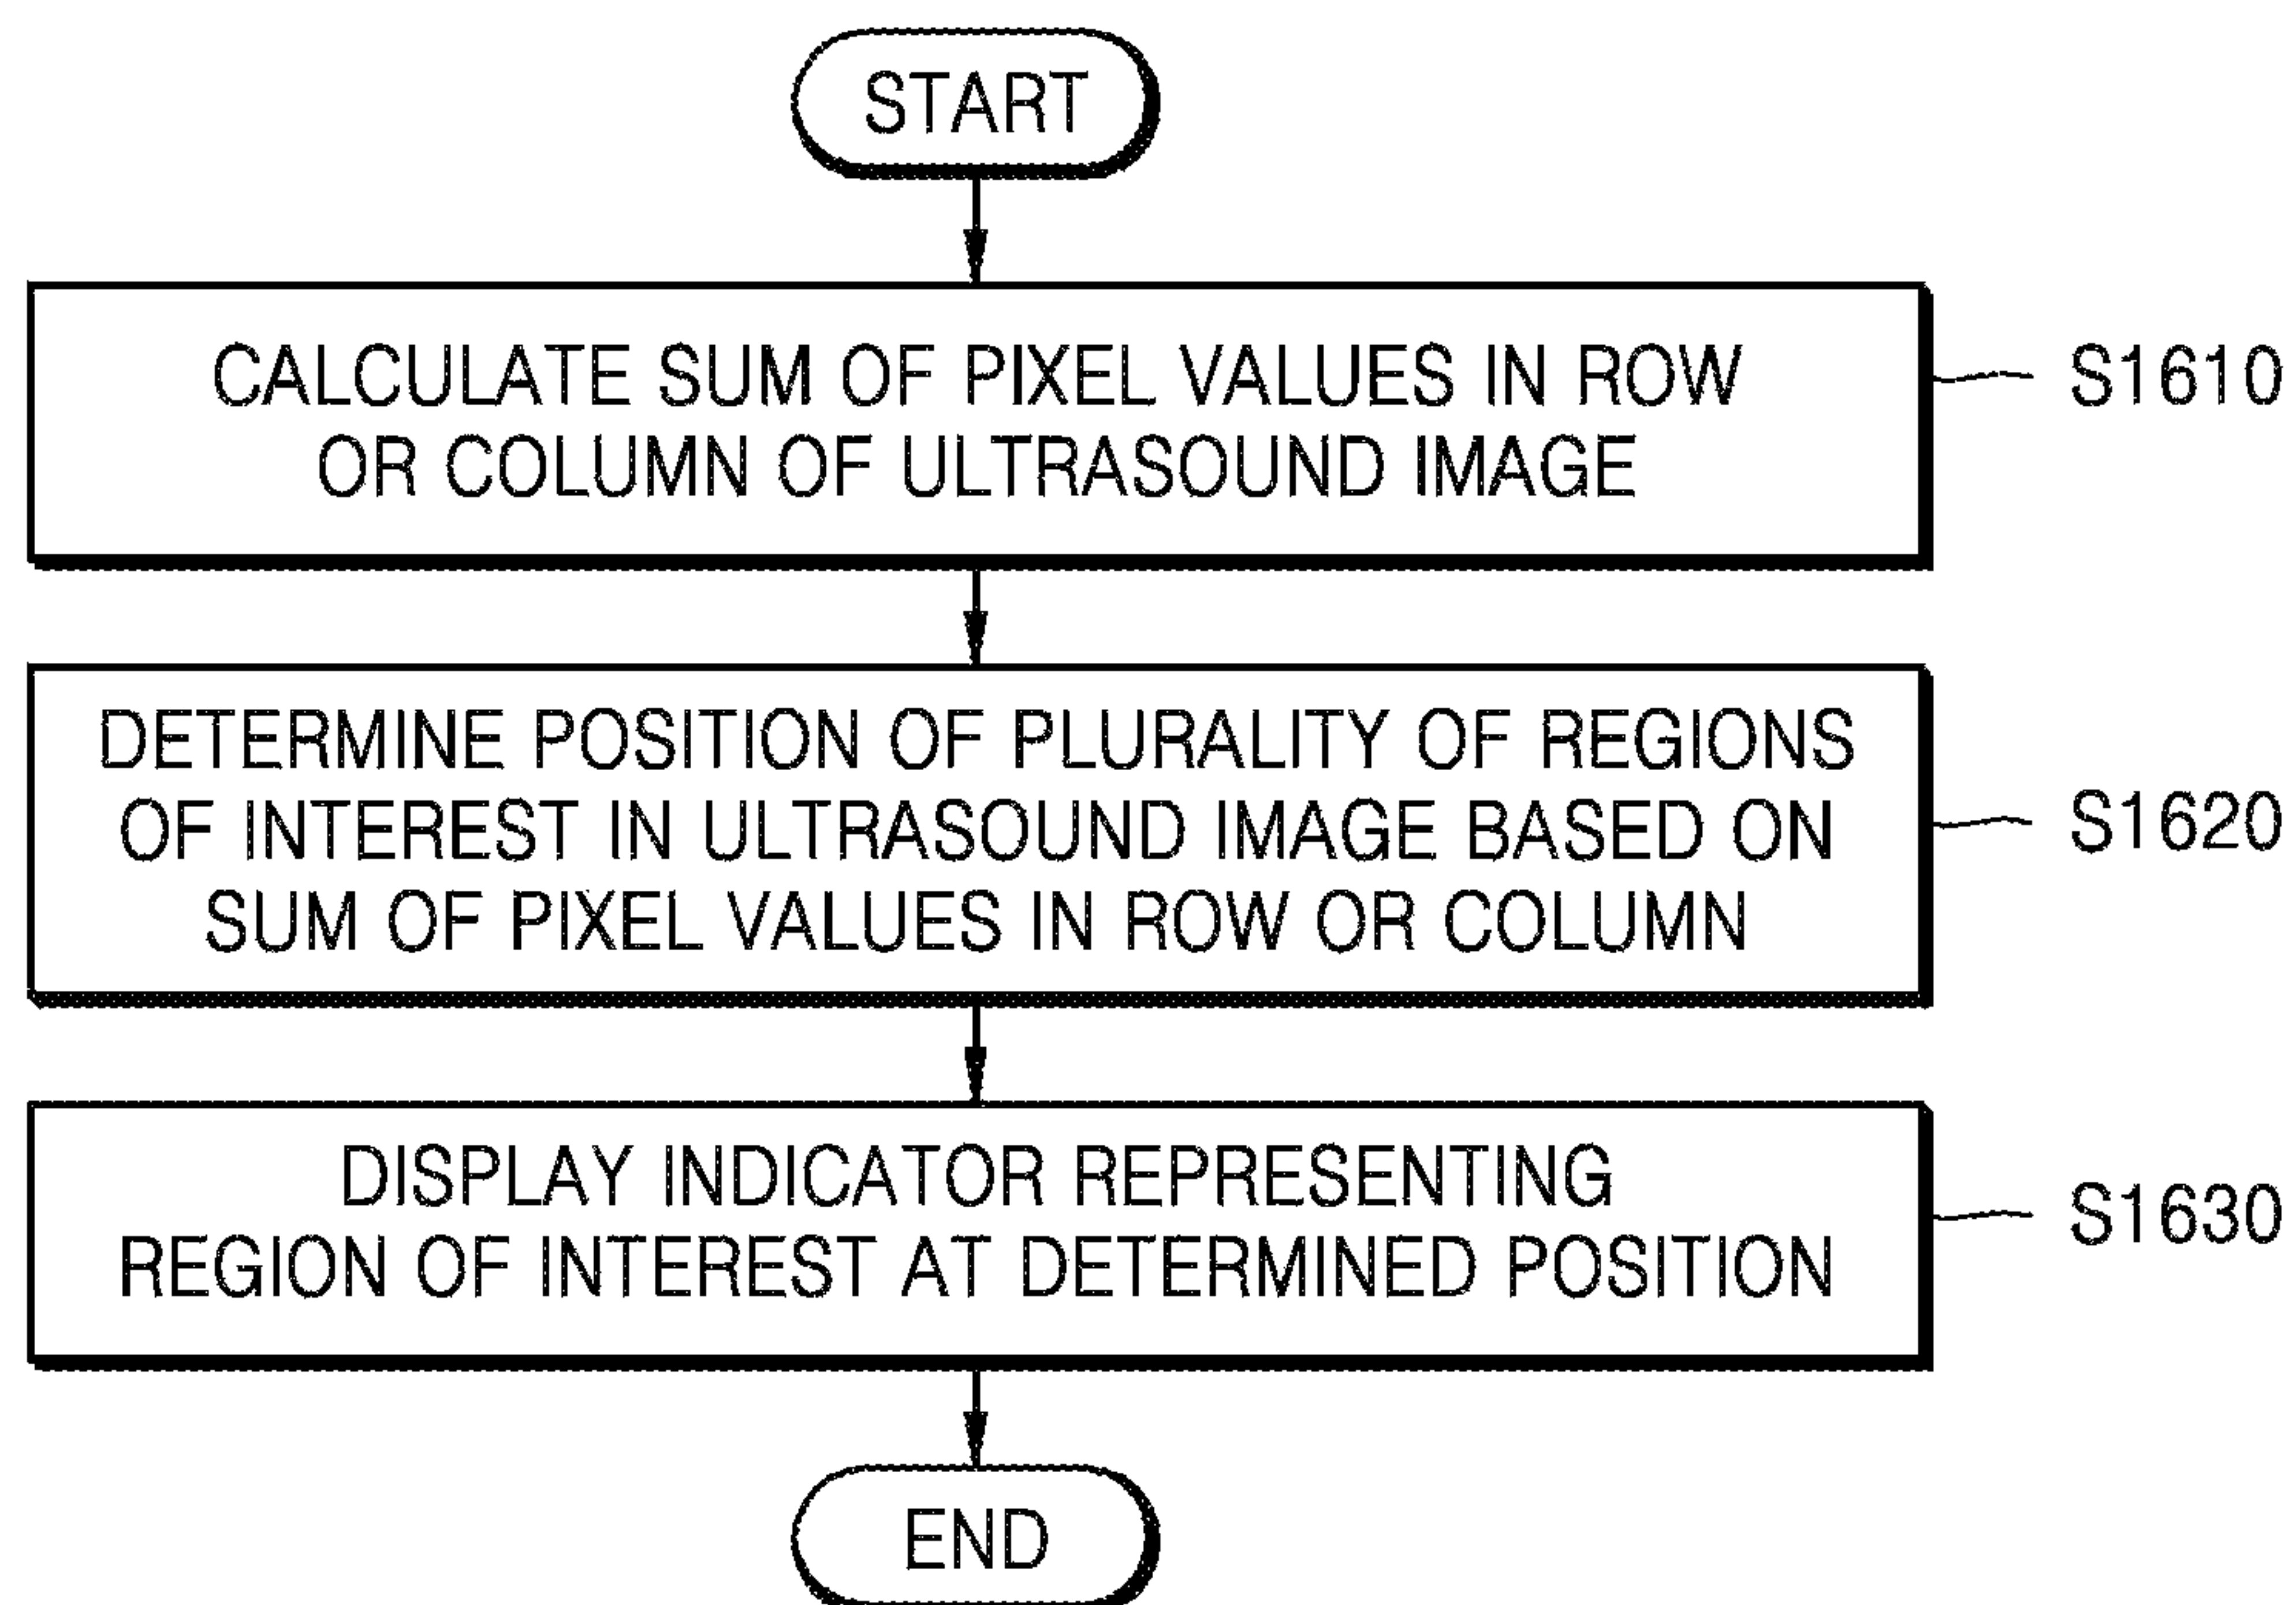 START
CALCULATE SUM OF PIXEL VALUES IN ROW
OR COLUMN OF ULTRASOUND IMAGE
S1610
DETERMINE POSITION OF PLURALITY OF REGIONS
OF INTEREST IN ULTRASOUND IMAGE BASED ON
SUM OF PIXEL VALUES IN ROW OR COLUMN
S1620
DISPLAY INDICATOR REPRESENTING
REGION OF INTEREST AT DETERMINED POSITION
S1630
END